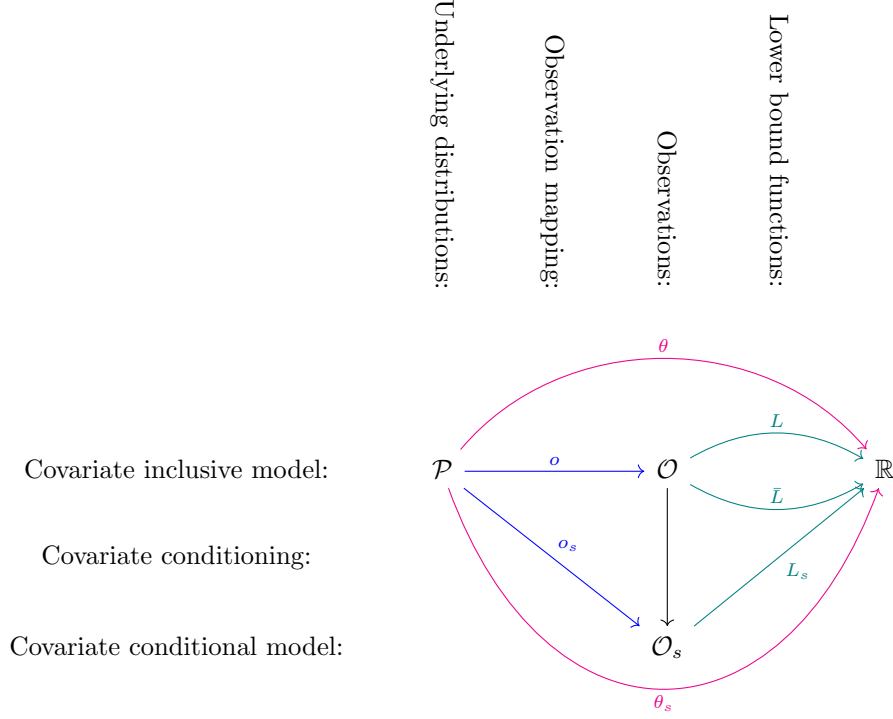 Underlying distributions:
Observation mapping:
Observations:
Lower bound functions:
θ
Covariate inclusive model:
𝒫
o
𝒪
L
L̄
ℝ
Covariate conditioning:
o_s
L_s
Covariate conditional model:
𝒪_s
θ_s